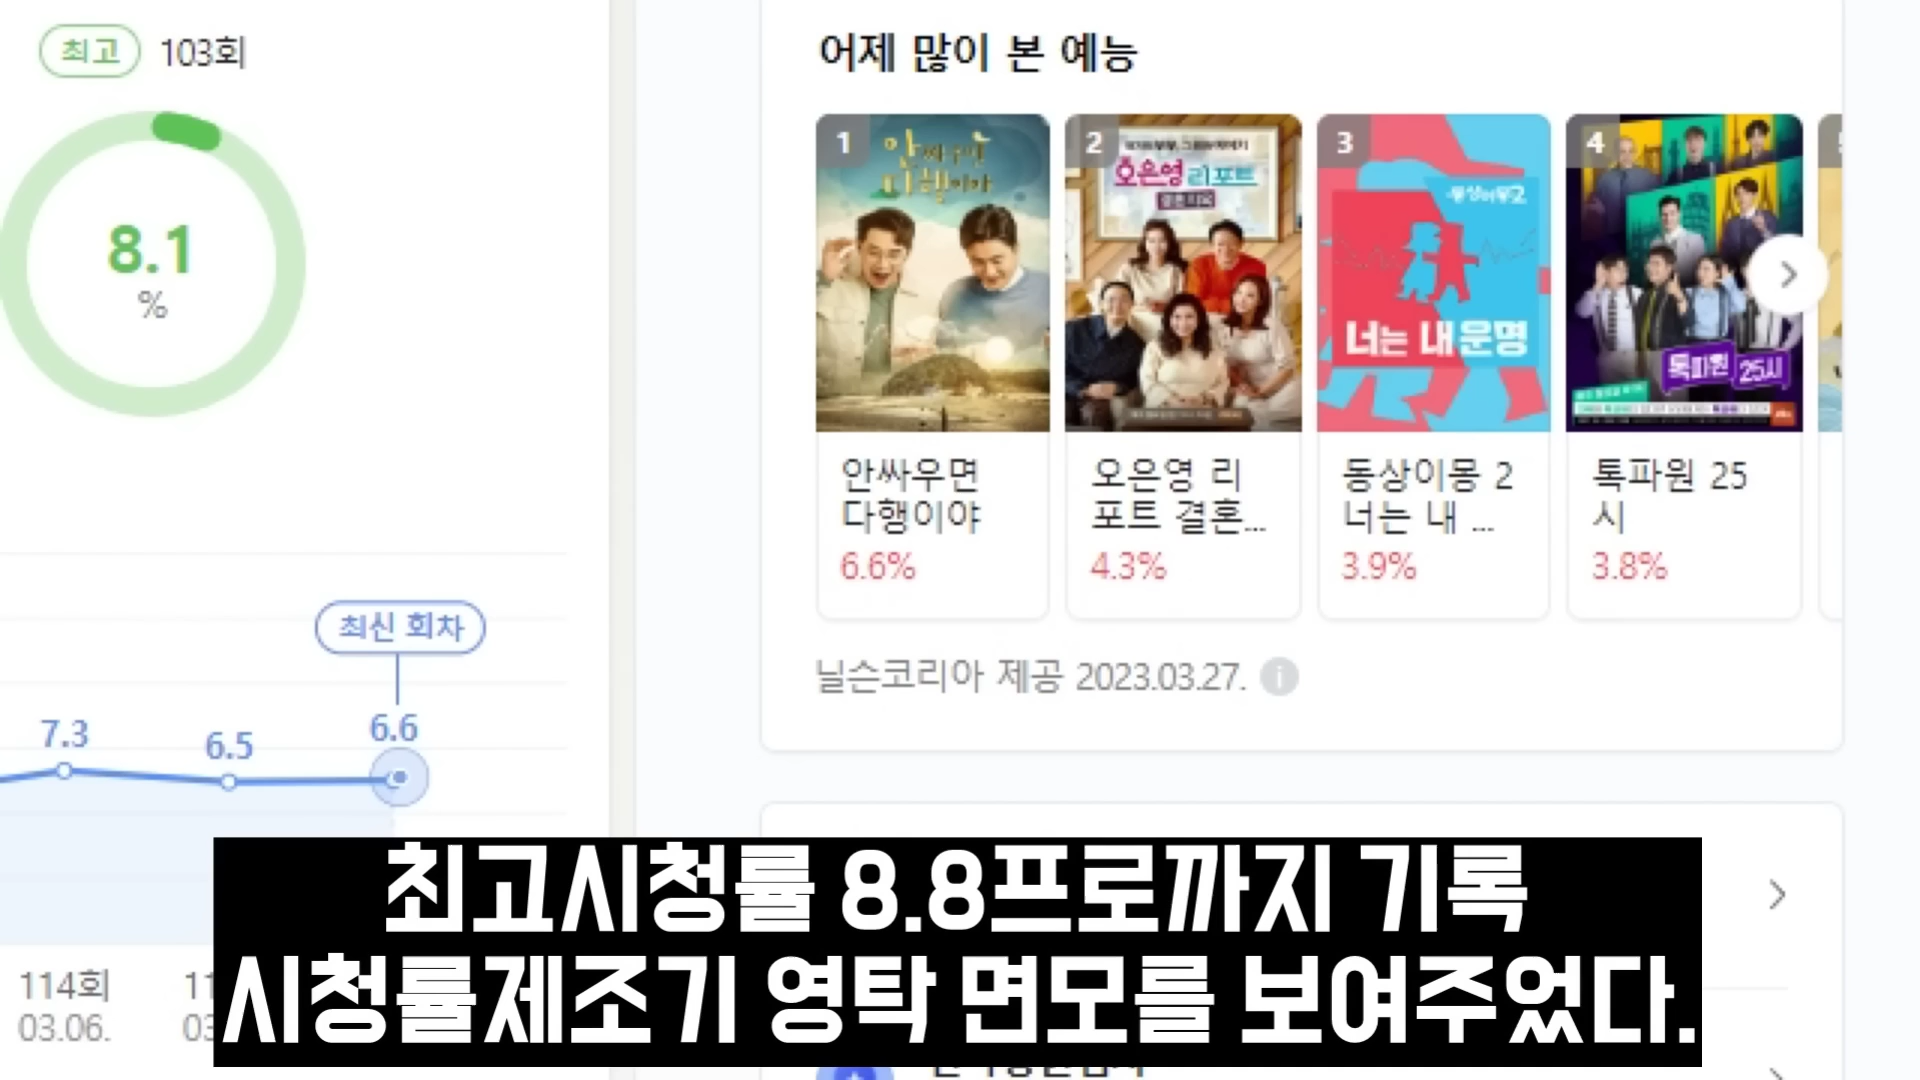 최고 103회
8.1
%
최신 회차
7.3
6.5
6.6
114회
03.06.
어제 많이 본 예능
1
2
3
4
오은영 리포트
동상이몽2
너는 내 운명
톡파원 25시
안싸우면
다행이야
6.6%
오은영 리
포트 결혼...
4.3%
동상이몽 2
너는 내 ...
3.9%
톡파원 25
시
3.8%
닐슨코리아 제공 2023.03.27.
최고시청률 8.8프로까지 기록
시청률제조기 영탁 면모를 보여주었다.